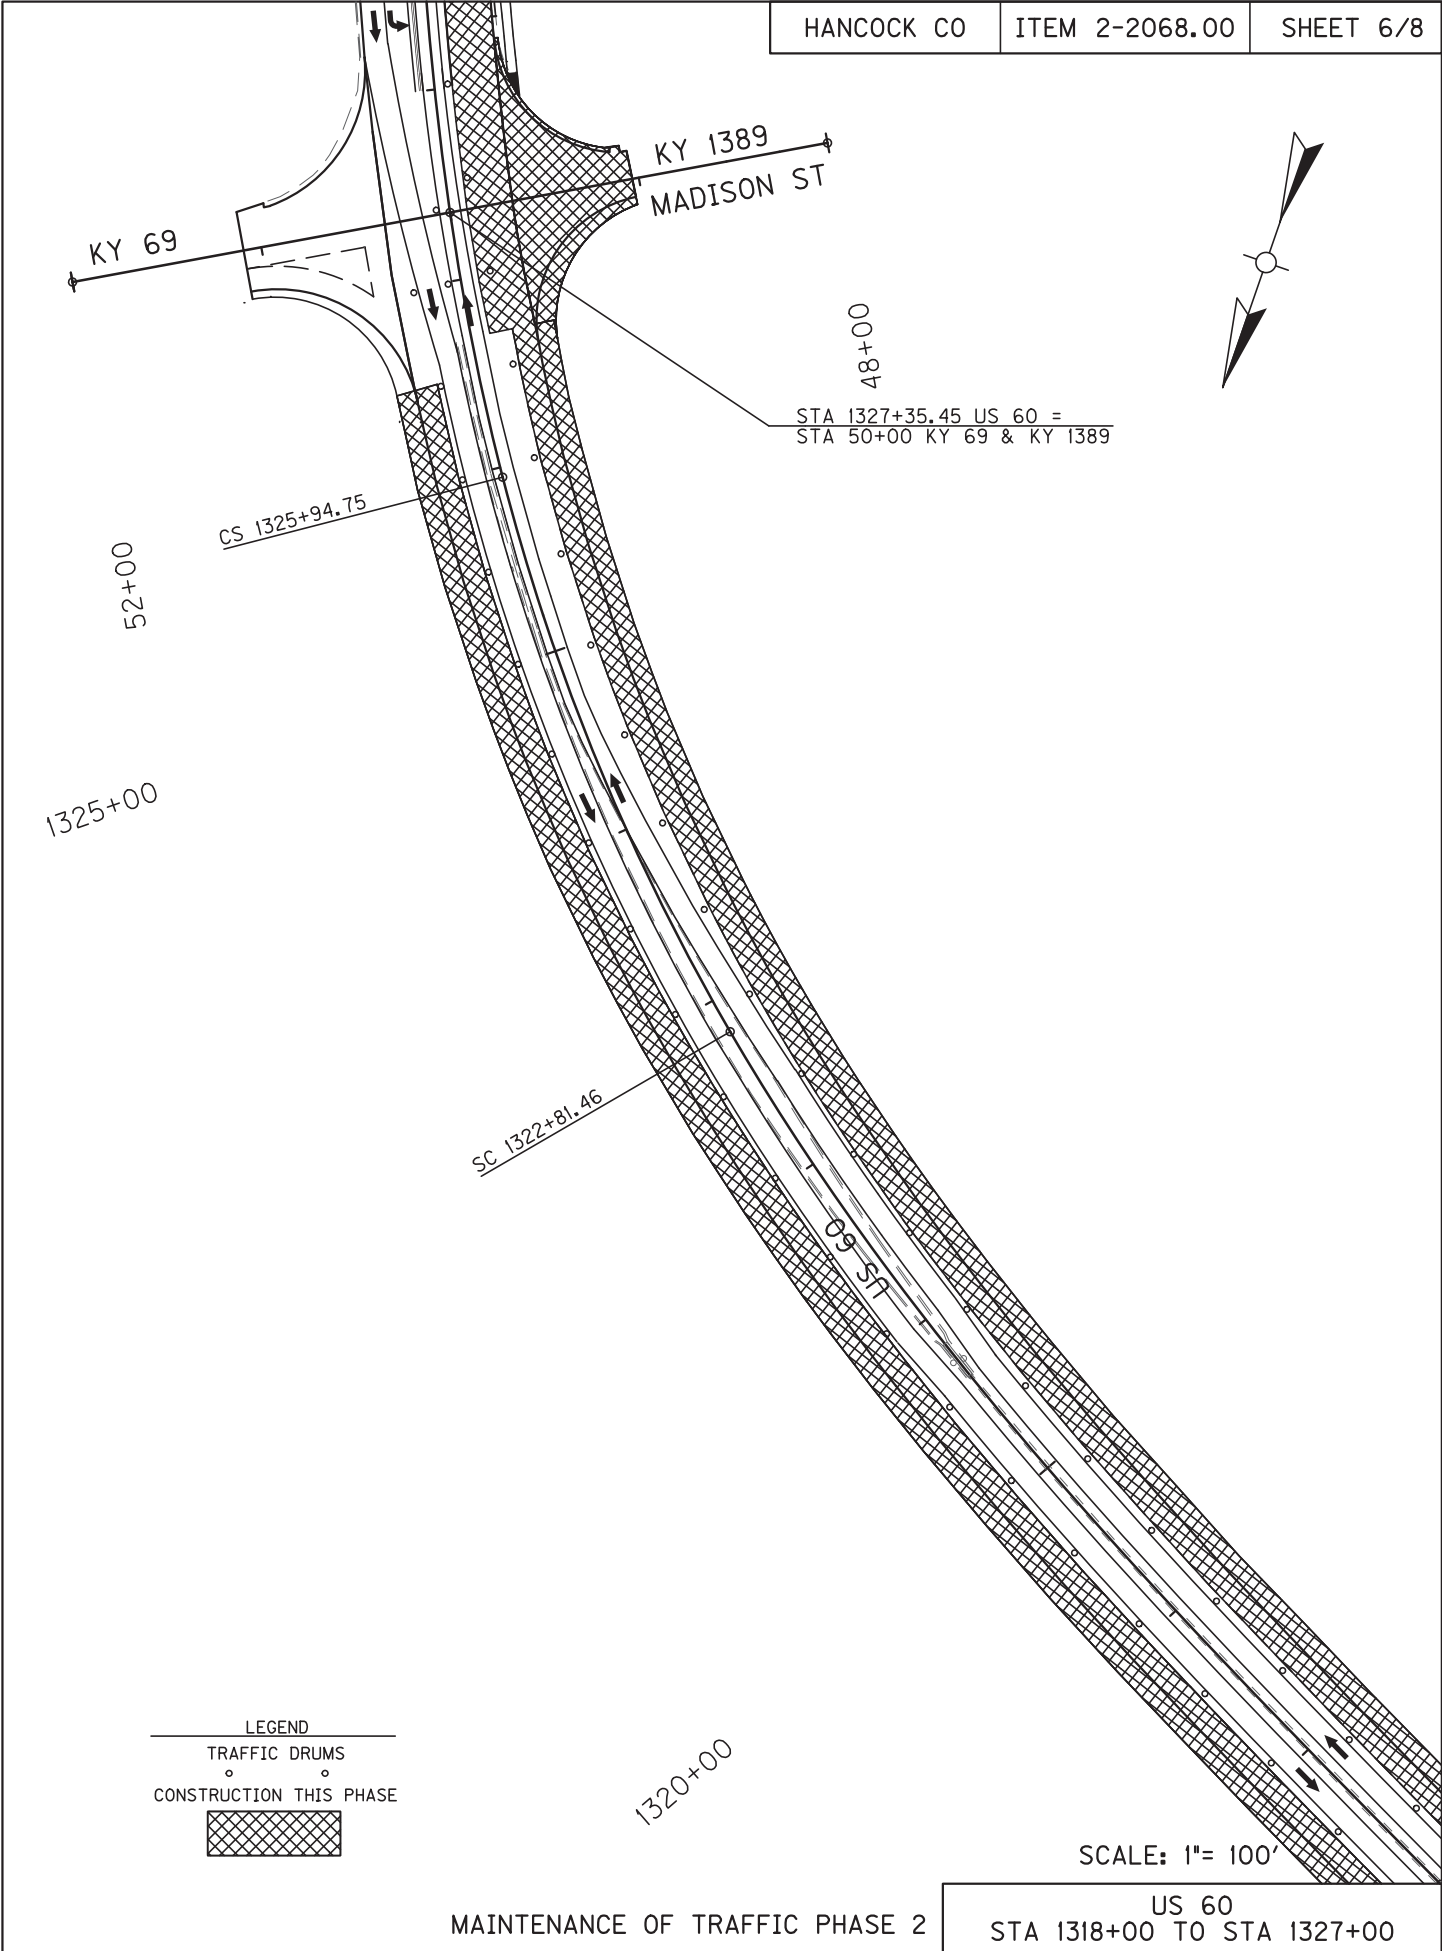 HANCOCK CO
ITEM 2-2068.00
SHEET 6/8
KY 1389
MADISON ST
KY 69
48+00
STA 1327+35.45 US 60 =
STA 50+00 KY 69 & KY 1389
CS 1325+94.75
52+00
1325+00
SC 1322+81.46
US 60
LEGEND
TRAFFIC DRUMS
CONSTRUCTION THIS PHASE
1320+00
SCALE: 1"= 100'
MAINTENANCE OF TRAFFIC PHASE 2
US 60
STA 1318+00 TO STA 1327+00